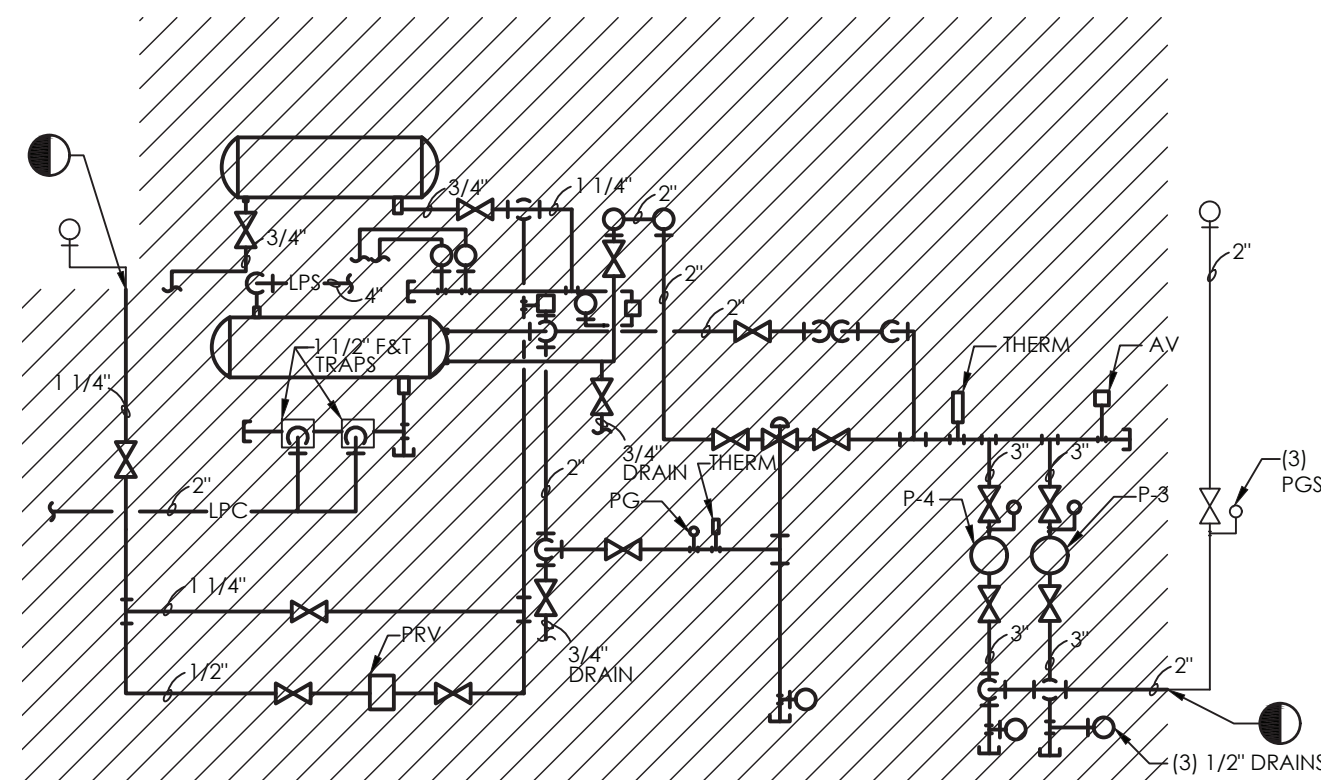 3/4"
1 1/4"
2"
2"
3/4"
LPS
4"
2"
2"
1 1/2" F&T
TRAPS
THERM
AV
1 1/4"
3/4"
DRAIN
THERM
3"
3"
(3)
PGS
2"
LPC
2"
PG
P-4
P-3
1 1/4"
PRV
1/2"
3/4"
DRAIN
3"
3"
2"
(3) 1/2" DRAINS